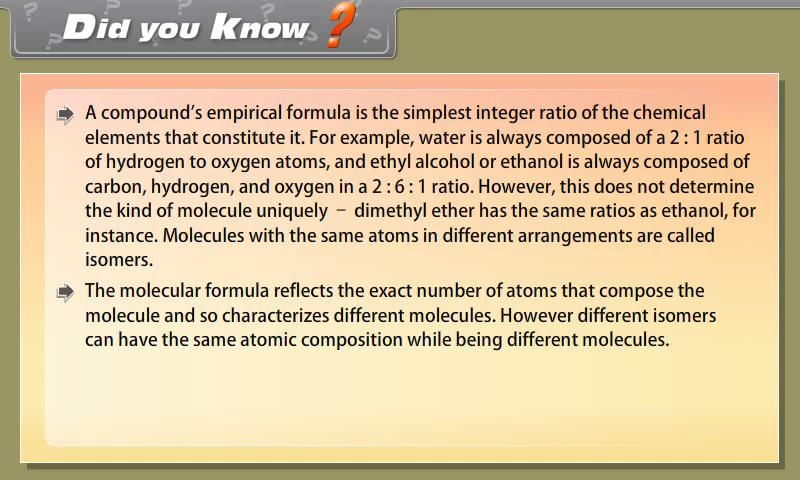 Did you Know ?
A compound’s empirical formula is the simplest integer ratio of the chemical
elements that constitute it. For example, water is always composed of a 2 : 1 ratio
of hydrogen to oxygen atoms, and ethyl alcohol or ethanol is always composed of
carbon, hydrogen, and oxygen in a 2 : 6 : 1 ratio. However, this does not determine
the kind of molecule uniquely – dimethyl ether has the same ratios as ethanol, for
instance. Molecules with the same atoms in different arrangements are called
isomers.
The molecular formula reflects the exact number of atoms that compose the
molecule and so characterizes different molecules. However different isomers
can have the same atomic composition while being different molecules.